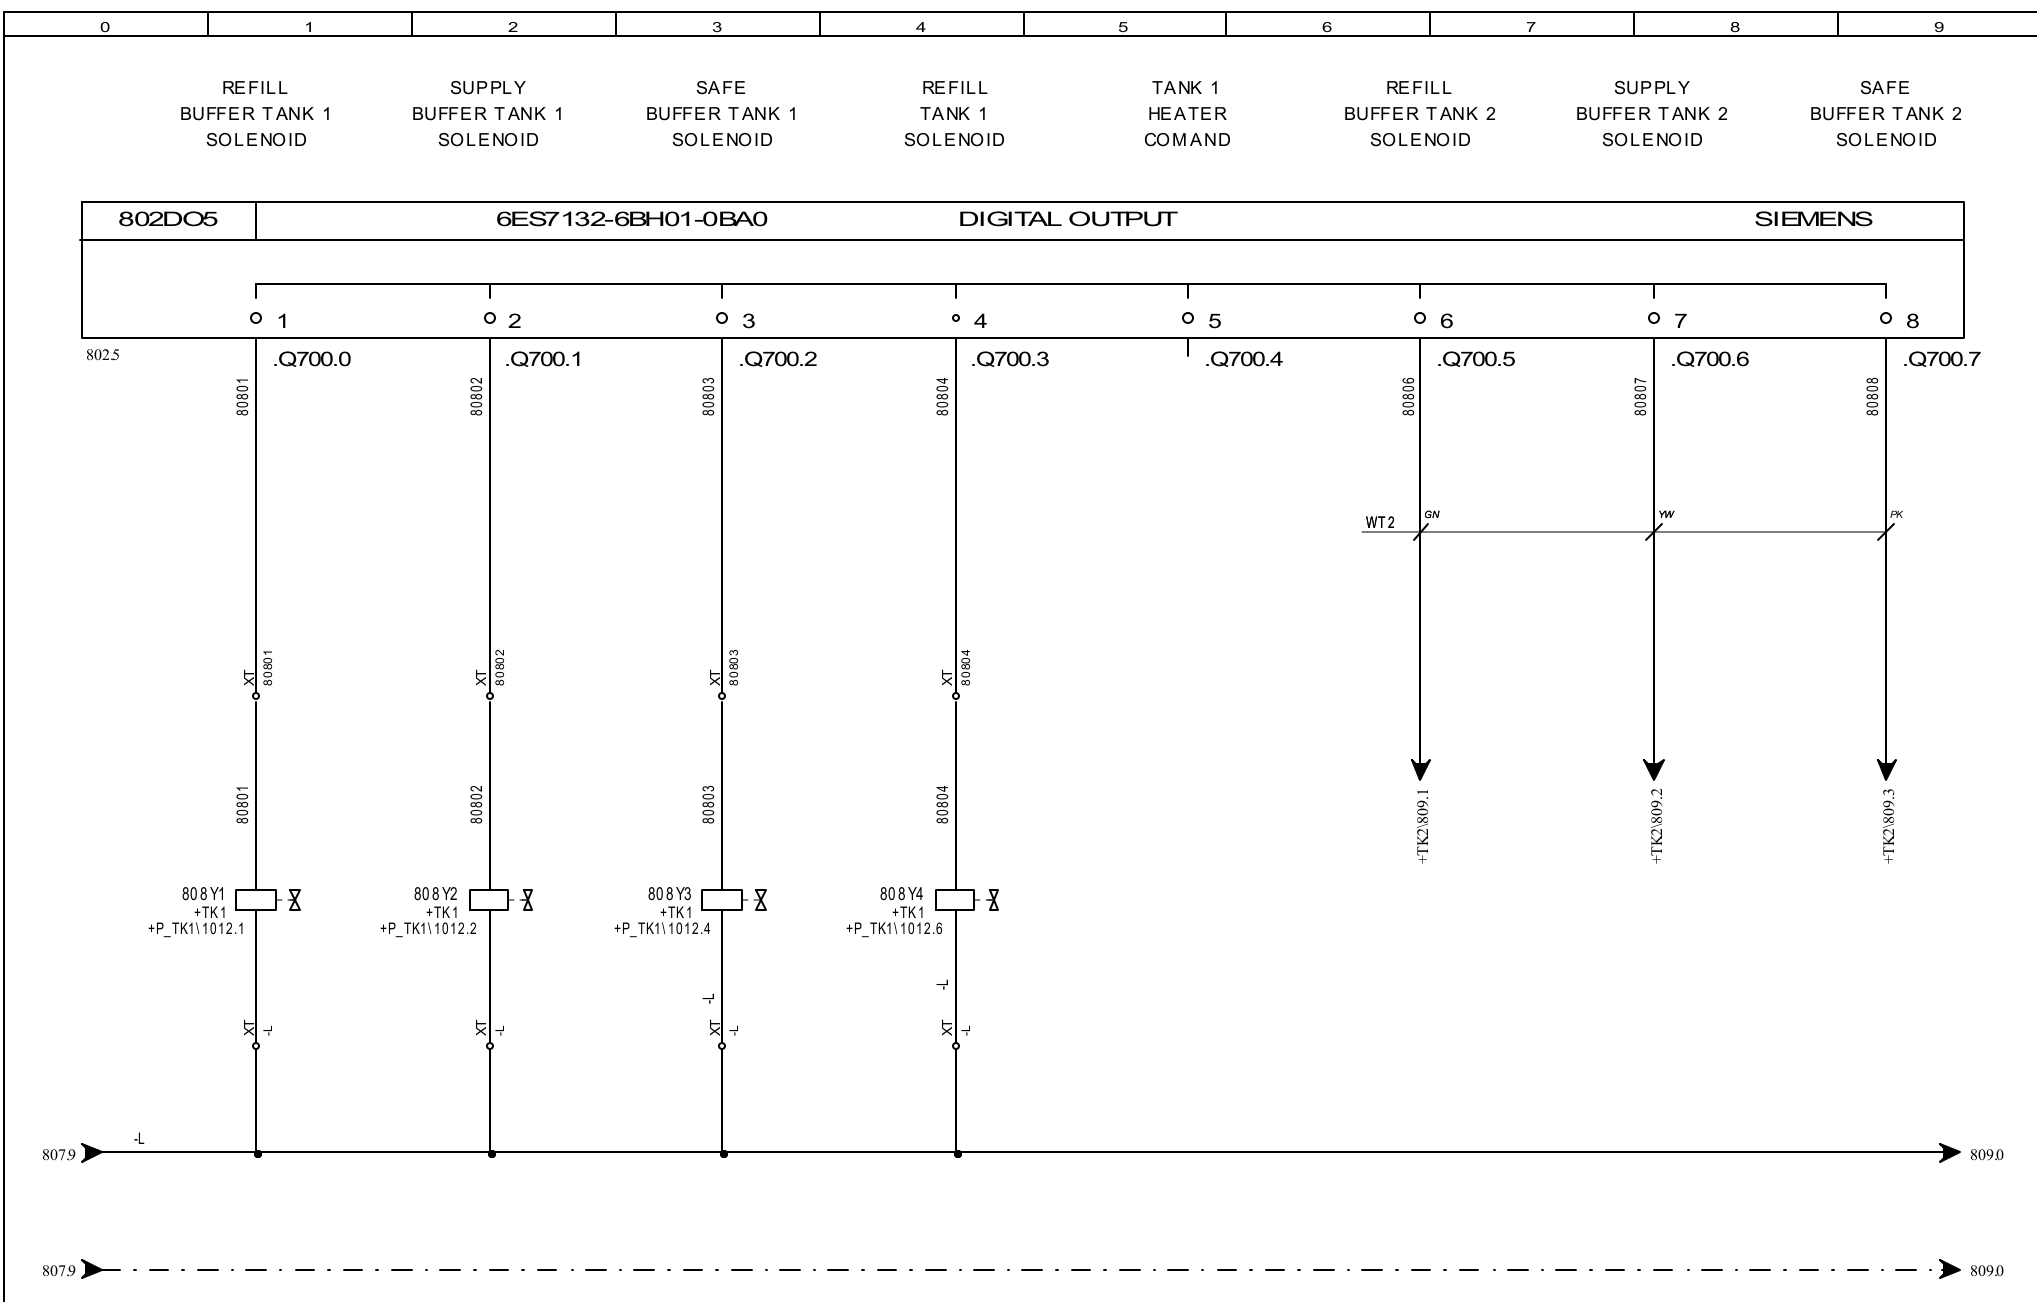 0 1 2 3 4 5 6 7 8 9
REFILL SUPPLY SAFE REFILL TANK 1 REFILL SUPPLY SAFE
BUFFER TANK 1 BUFFER TANK 1 BUFFER TANK 1 TANK 1 HEATER BUFFER TANK 2 BUFFER TANK 2 BUFFER TANK 2
SOLENOID SOLENOID SOLENOID SOLENOID COMAND SOLENOID SOLENOID SOLENOID
802DO5 6ES7132-6BH01-0BA0 DIGITAL OUTPUT SIEMENS
1 2 3 4 5 6 7 8
802.5 .Q700.0 .Q700.1 .Q700.2 .Q700.3 .Q700.4 .Q700.5 .Q700.6 .Q700.7
80801 80802 80803 80804 80806 80807 80808
WT2 GN YW PK
XT 80801 XT 80802 XT 80803 XT 80804
80801 80802 80803 80804 +TK2\809.1 +TK2\809.2 +TK2\809.3
808Y1 808Y2 808Y3 808Y4
+TK1 +TK1 +TK1 +TK1
+P_TK1\1012.1 +P_TK1\1012.2 +P_TK1\1012.4 +P_TK1\1012.6
-L -L
XT -L XT -L XT -L XT -L
-L
807.9 809.0
807.9 809.0